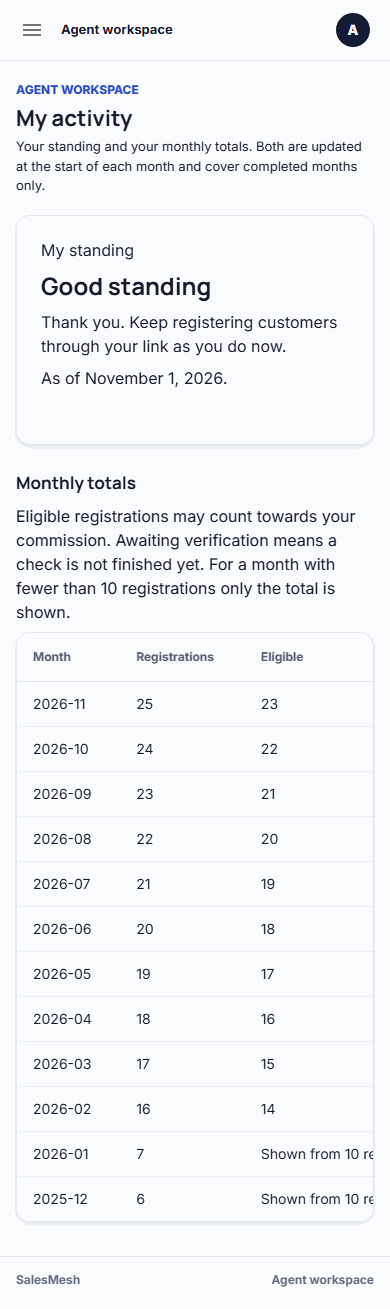 Agent workspace
A
AGENT WORKSPACE
My activity
Your standing and your monthly totals. Both are updated
at the start of each month and cover completed months
only.
My standing
Good standing
Thank you. Keep registering customers
through your link as you do now.
As of November 1, 2026.
Monthly totals
Eligible registrations may count towards your
commission. Awaiting verification means a
check is not finished yet. For a month with
fewer than 10 registrations only the total is
shown.
Month Registrations Eligible
2026-11 25 23
2026-10 24 22
2026-09 23 21
2026-08 22 20
2026-07 21 19
2026-06 20 18
2026-05 19 17
2026-04 18 16
2026-03 17 15
2026-02 16 14
2026-01 7 Shown from 10
2025-12 6 Shown from 10
SalesMesh Agent workspace